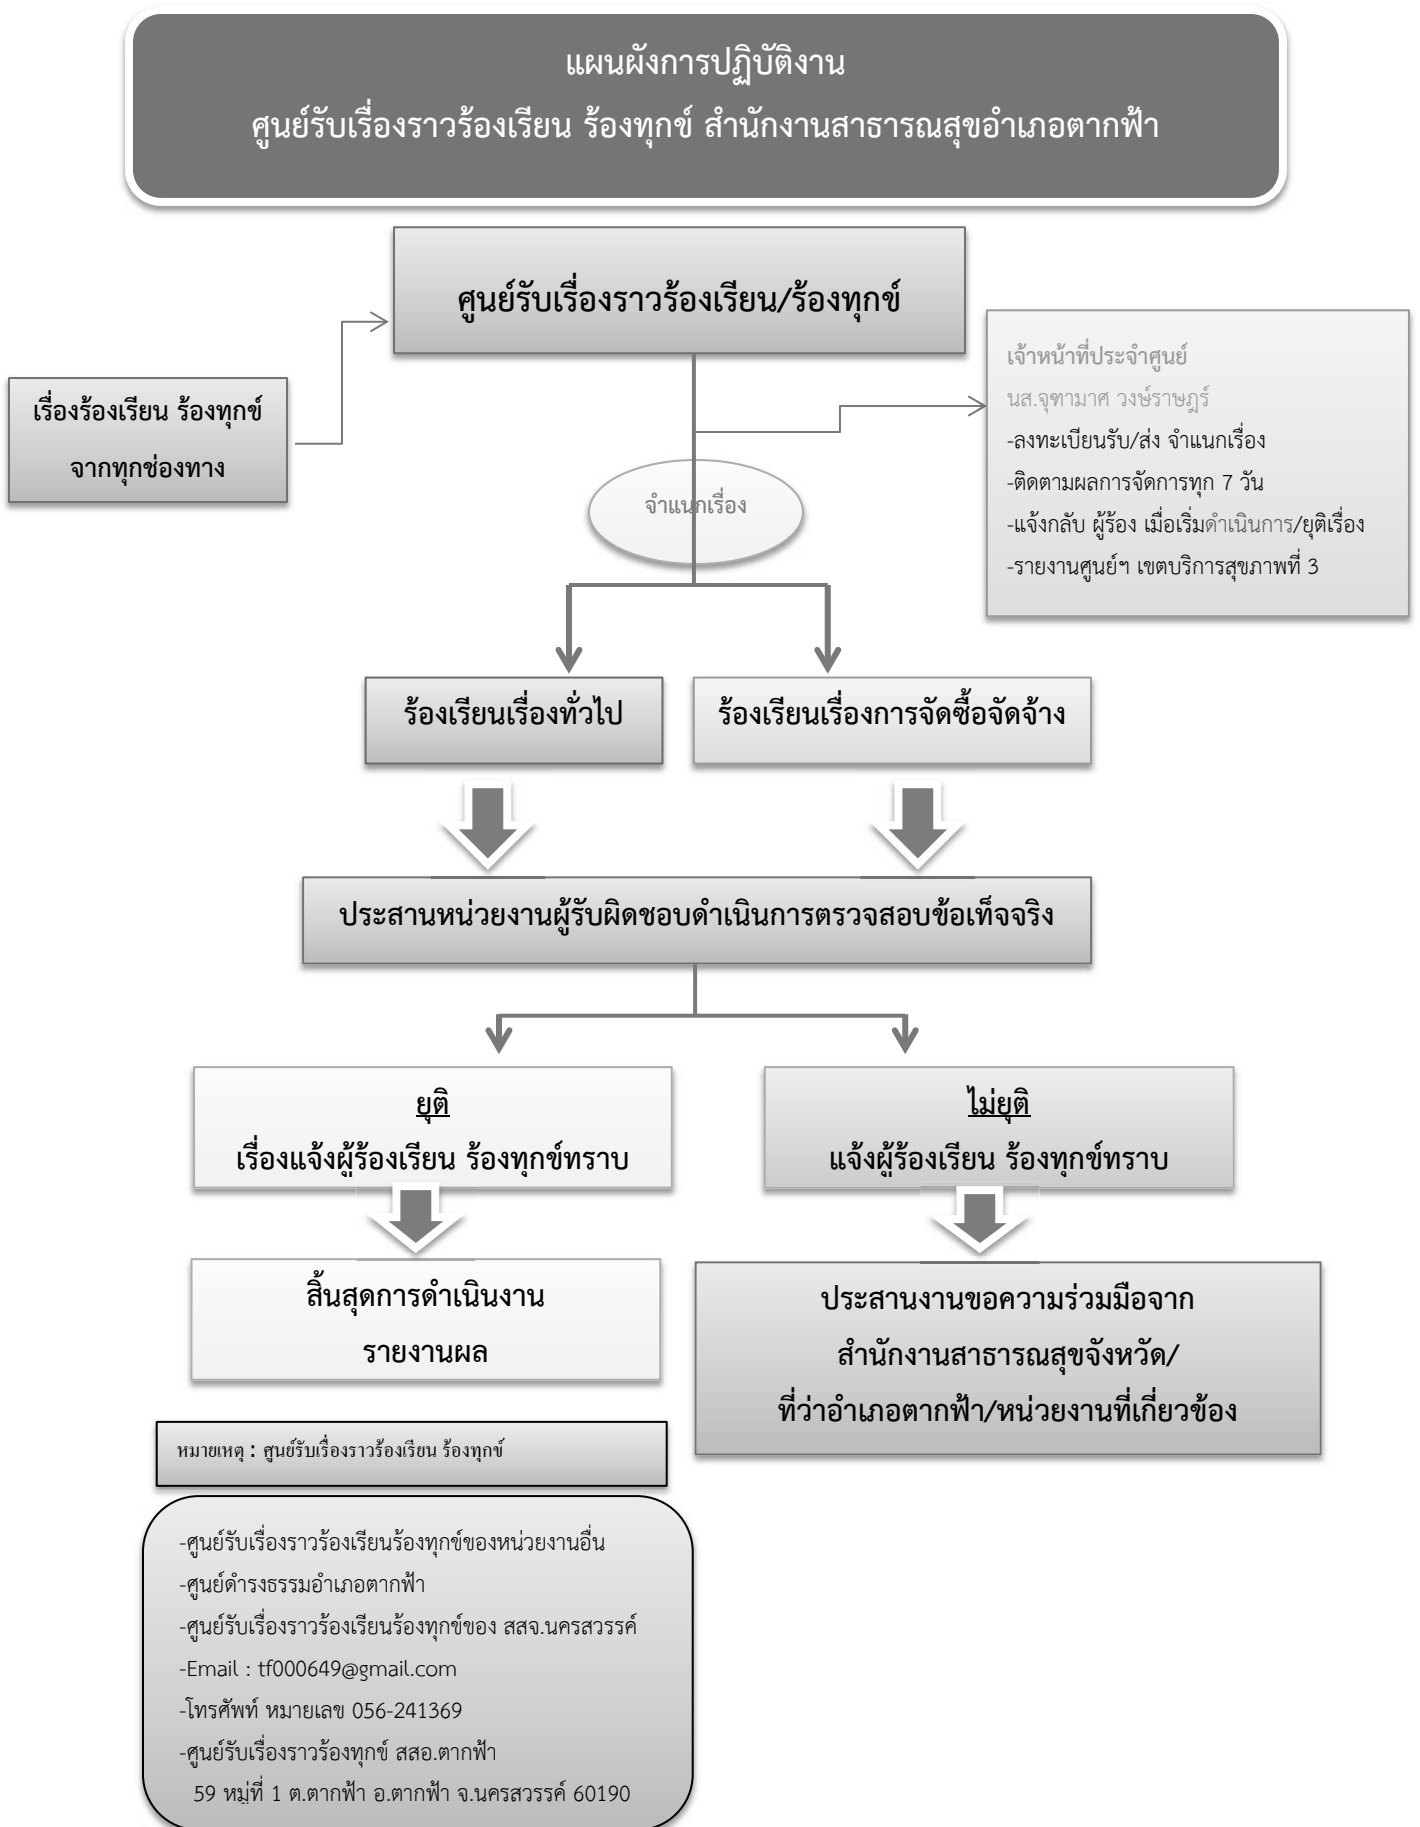 แผนผังการปฏิบัติงาน
ศูนย์รับเรื่องราวร้องเรียน ร้องทุกข์ สำนักงานสาธารณสุขอำเภอตากฟ้า
ศูนย์รับเรื่องราวร้องเรียน/ร้องทุกข์
เรื่องร้องเรียน ร้องทุกข์
จากทุกช่องทาง
เจ้าหน้าที่ประจำศูนย์
นส.จุฑามาศ วงษ์ราษฎร์
-ลงทะเบียนรับ/ส่ง จำแนกเรื่อง
-ติดตามผลการจัดการทุก 7 วัน
-แจ้งกลับ ผู้ร้อง เมื่อเริ่มดำเนินการ/ยุติเรื่อง
-รายงานศูนย์ฯ เขตบริการสุขภาพที่ 3
จำแนกเรื่อง
ร้องเรียนเรื่องทั่วไป
ร้องเรียนเรื่องการจัดซื้อจัดจ้าง
ประสานหน่วยงานผู้รับผิดชอบดำเนินการตรวจสอบข้อเท็จจริง
ยุติ
เรื่องแจ้งผู้ร้องเรียน ร้องทุกข์ทราบ
ไม่ยุติ
แจ้งผู้ร้องเรียน ร้องทุกข์ทราบ
สิ้นสุดการดำเนินงาน
รายงานผล
ประสานงานขอความร่วมมือจาก
สำนักงานสาธารณสุขจังหวัด/
ที่ว่าอำเภอตากฟ้า/หน่วยงานที่เกี่ยวข้อง
หมายเหตุ : ศูนย์รับเรื่องราวร้องเรียน ร้องทุกข์
-ศูนย์รับเรื่องราวร้องเรียนร้องทุกข์ของหน่วยงานอื่น
-ศูนย์ดำรงธรรมอำเภอตากฟ้า
-ศูนย์รับเรื่องราวร้องเรียนร้องทุกข์ของ สสจ.นครสวรรค์
-Email : tf000649@gmail.com
-โทรศัพท์ หมายเลข 056-241369
-ศูนย์รับเรื่องราวร้องทุกข์ สสอ.ตากฟ้า
59 หมู่ที่ 1 ต.ตากฟ้า อ.ตากฟ้า จ.นครสวรรค์ 60190